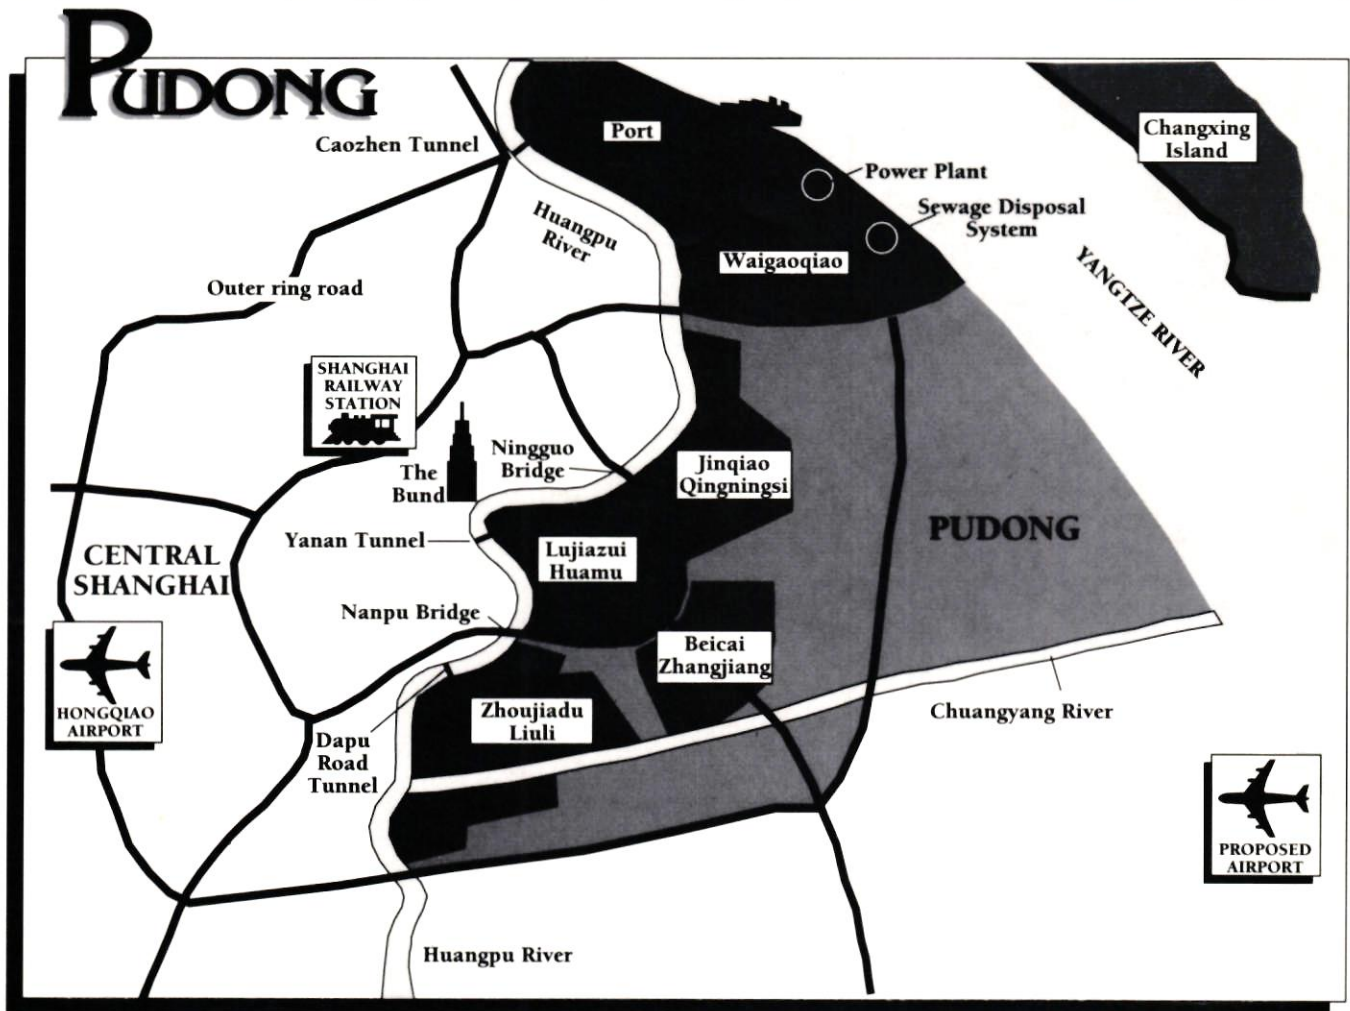 PUDONG
Caozhen Tunnel
Port
Changxing
Island
Power Plant
Sewage Disposal
System
Huangpu
River
Waigaoqiao
YANGTZE RIVER
Outer ring road
SHANGHAI
RAILWAY
STATION
The
Bund
Ningguo
Bridge
Jinqiao
Qingningsi
Yanan Tunnel
Lujiazui
Huamu
PUDONG
CENTRAL
SHANGHAI
Nanpu Bridge
Beicai
Zhangjiang
HONGQIAO
AIRPORT
Zhoujiadu
Liuli
Dapu
Road
Tunnel
Chuangyang River
PROPOSED
AIRPORT
Huangpu River